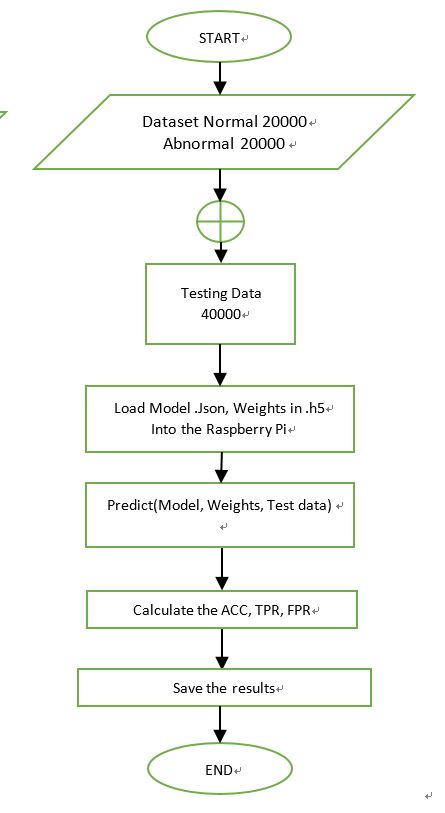 START
Dataset Normal 20000
Abnormal 20000
Testing Data
40000
Load Model .Json, Weights in .h5
Into the Raspberry Pi
Predict(Model, Weights, Test data)
Calculate the ACC, TPR, FPR
Save the results
END